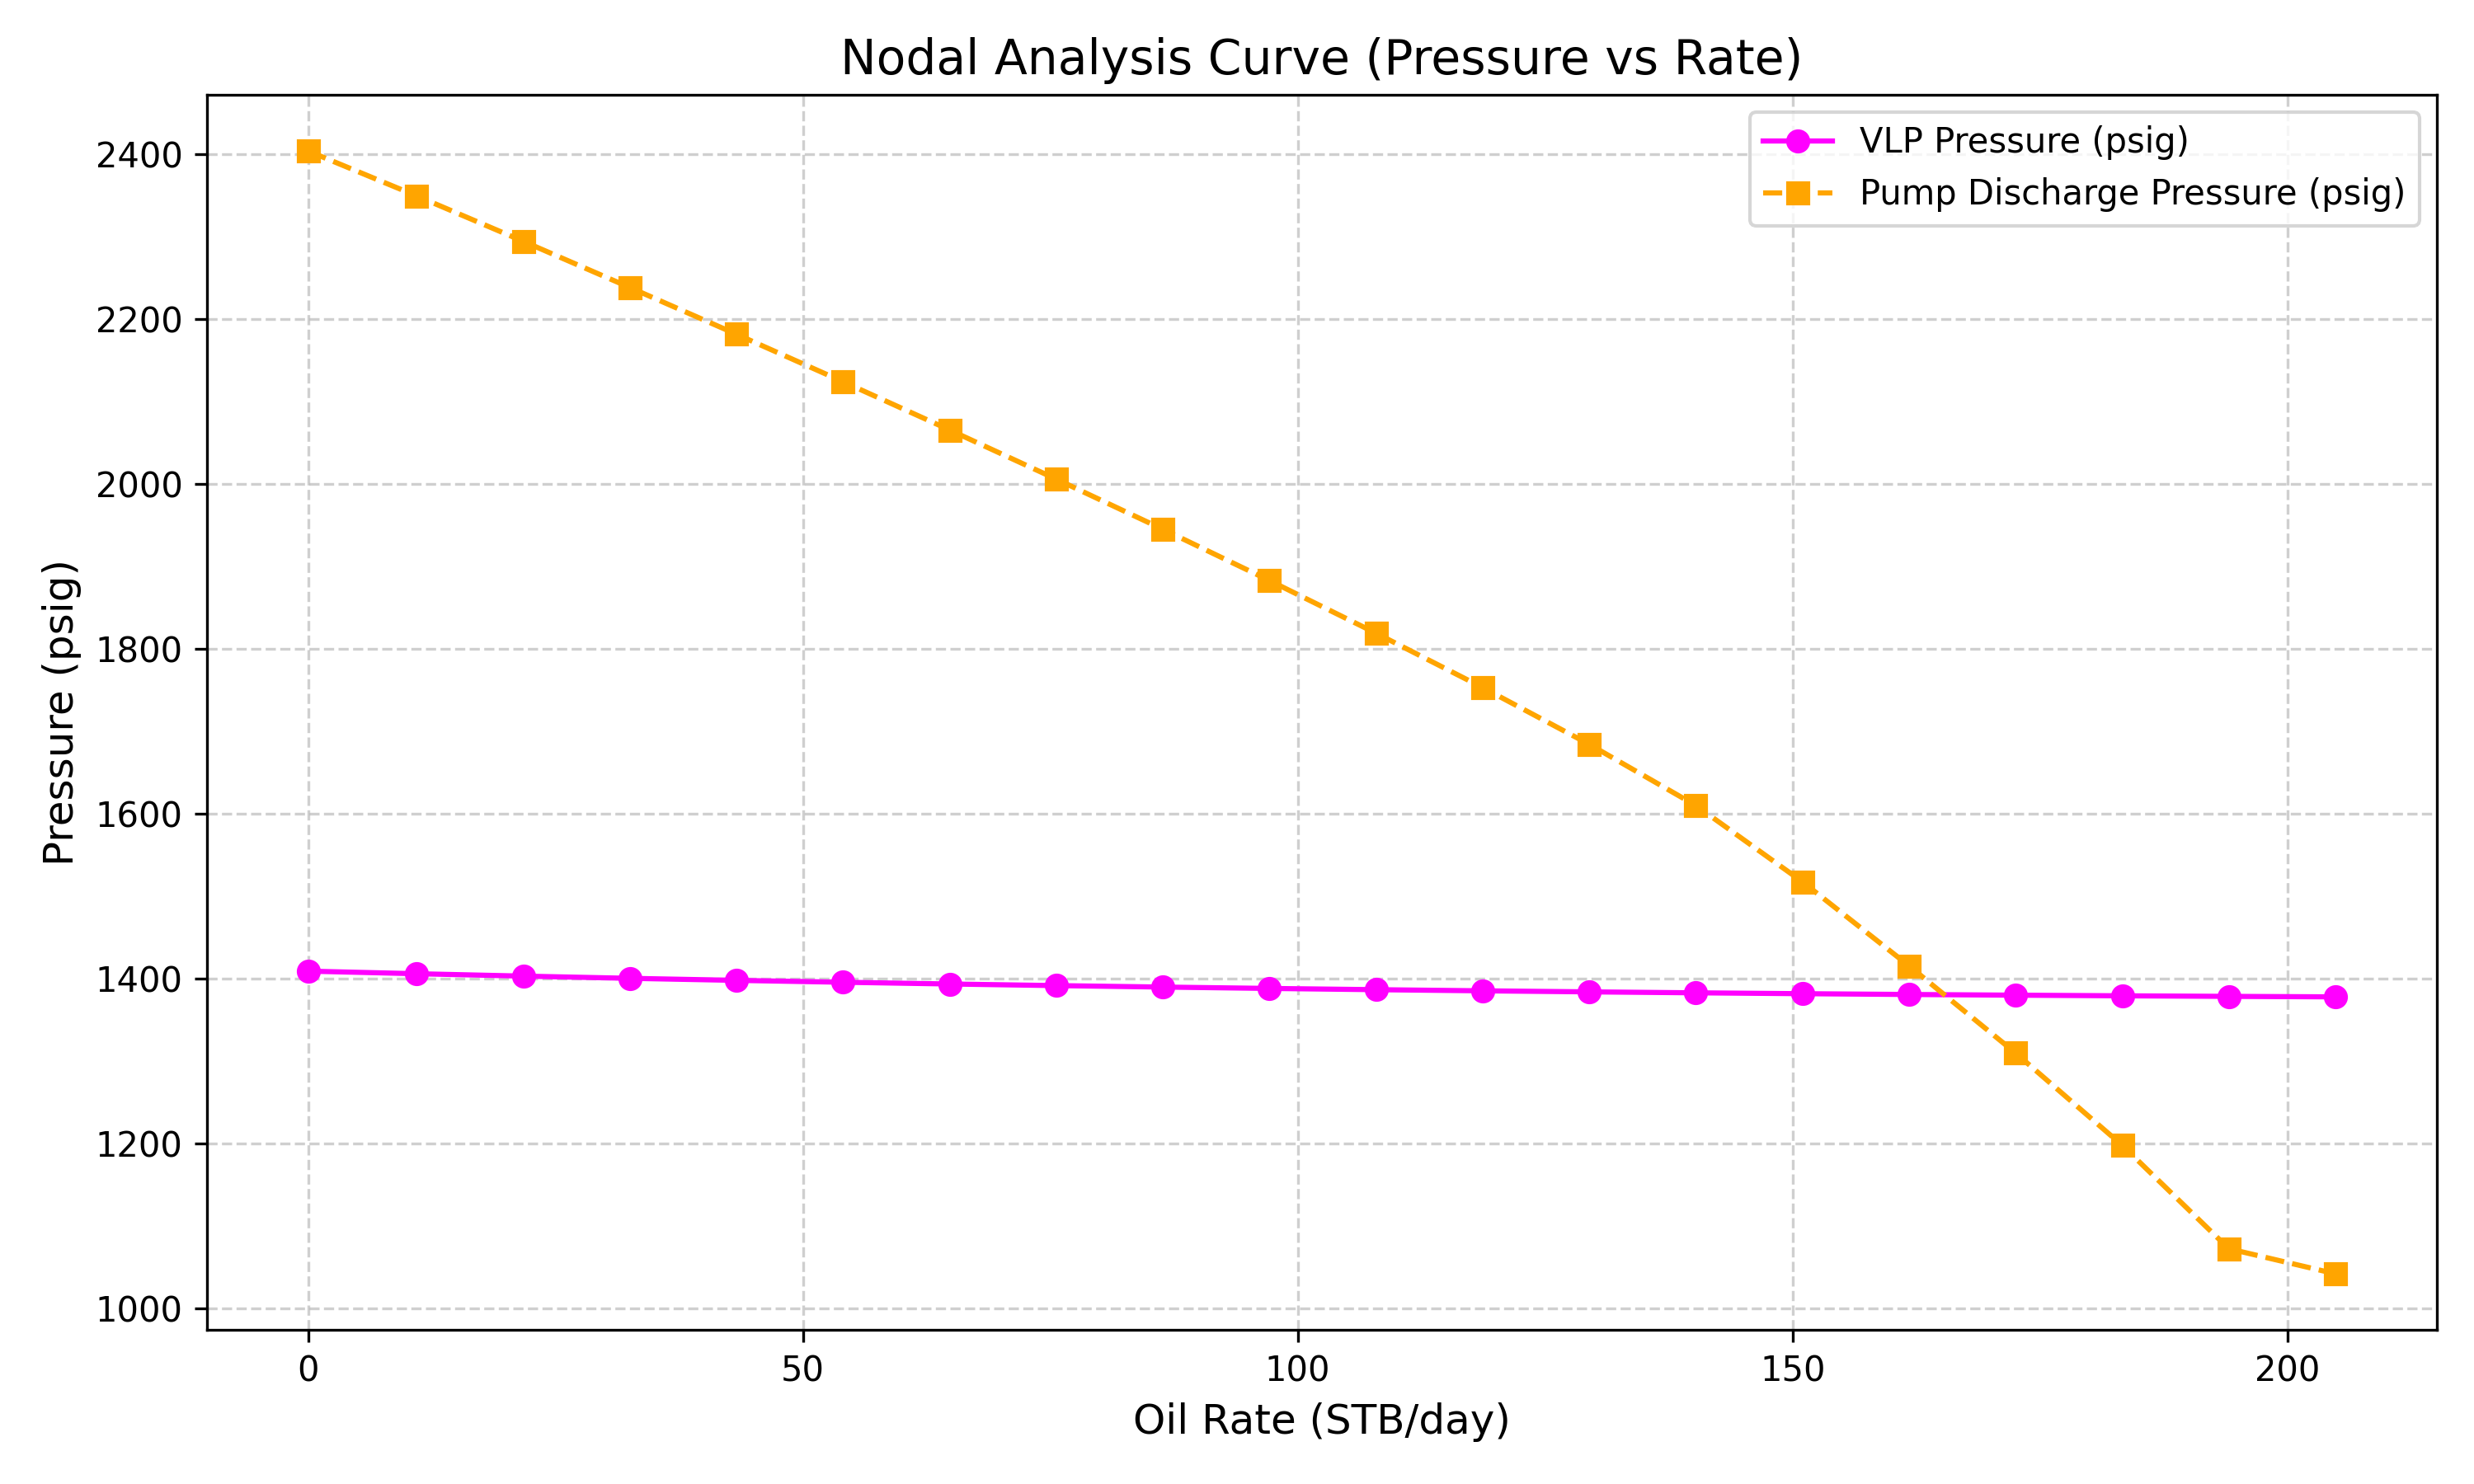 Nodal Analysis Curve (Pressure vs Rate)
VLP Pressure (psig)
Pump Discharge Pressure (psig)
Pressure (psig)
2400
2200
2000
1800
1600
1400
1200
1000
0
50
100
150
200
Oil Rate (STB/day)